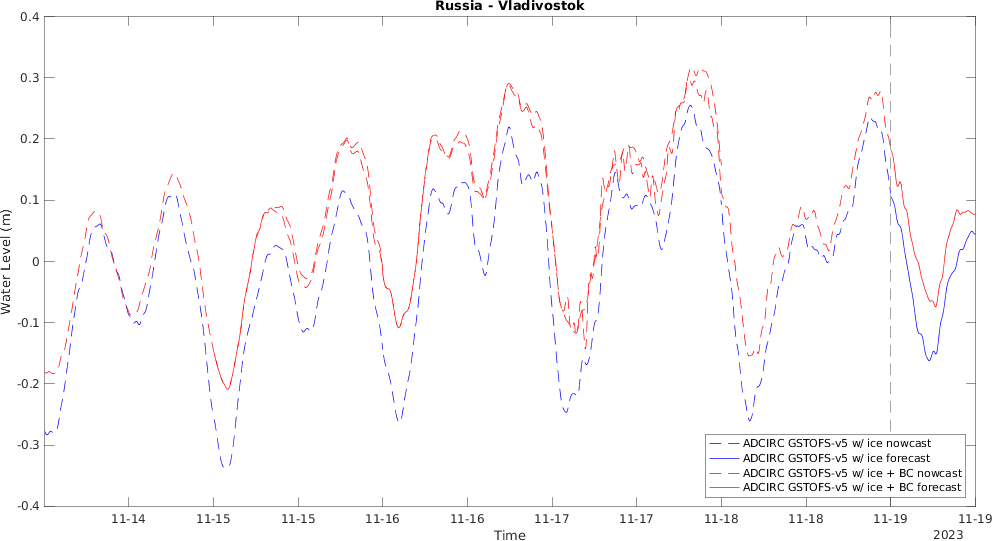 Russia - Vladivostok
Water Level (m)
0.4
0.3
0.2
0.1
0
-0.1
-0.2
-0.3
-0.4
ADCIRC GSTOFS-v5 w/ ice nowcast
ADCIRC GSTOFS-v5 w/ ice forecast
ADCIRC GSTOFS-v5 w/ ice + BC nowcast
ADCIRC GSTOFS-v5 w/ ice + BC forecast
11-14 11-15 11-15 11-16 11-16 11-17 11-17 11-18 11-18 11-19 11-19
Time
2023